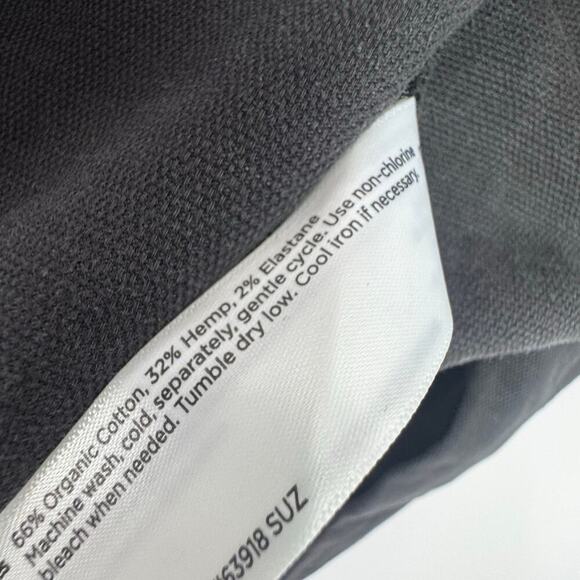 66% Organic Cotton, 32% Hemp, 2% Elastane
Machine wash, cold, separately, gentle cycle. Use non-chlorine
bleach when needed. Tumble dry low. Cool iron if necessary.
63918 SUZ